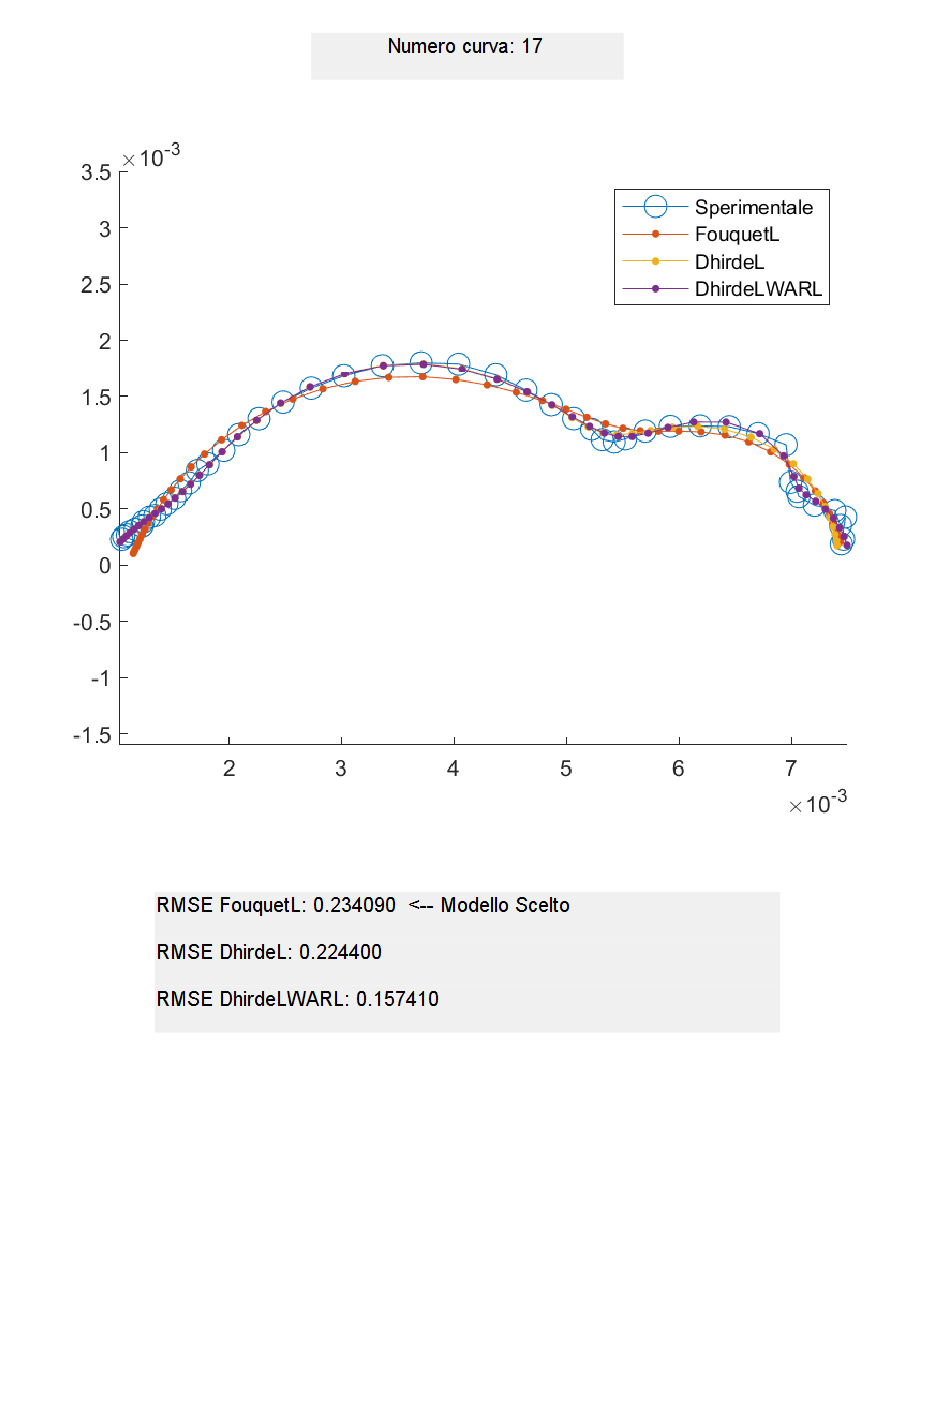 Numero curva: 17
×10-3
3.5
3
2.5
2
1.5
1
0.5
0
-0.5
-1
-1.5
Sperimentale
FouquetL
DhirdeL
DhirdeLWARL
2 3 4 5 6 7
×10-3
RMSE FouquetL: 0.234090 <-- Modello Scelto
RMSE DhirdeL: 0.224400
RMSE DhirdeLWARL: 0.157410